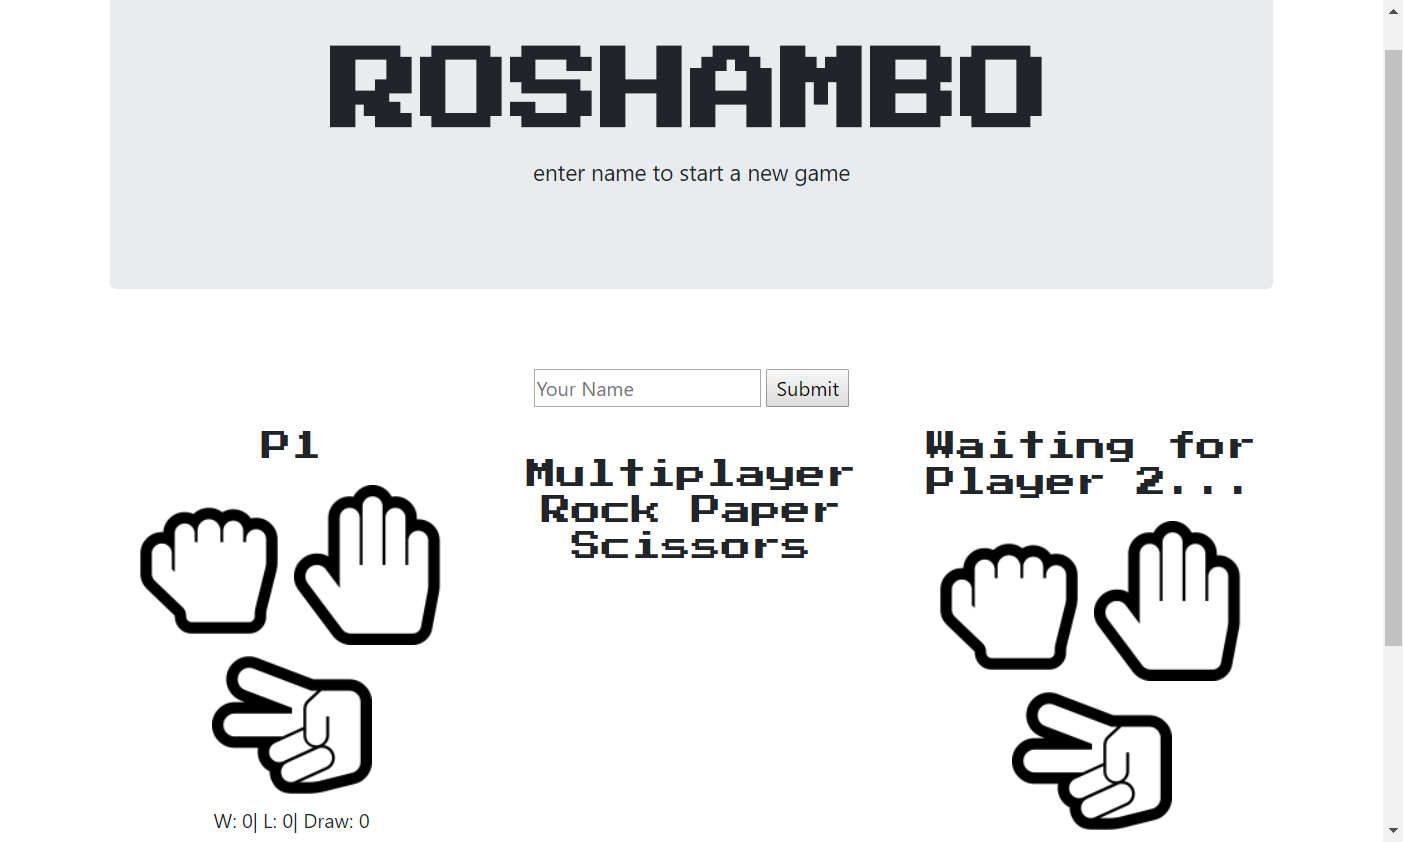 ROSHAMBO
enter name to start a new game
Your Name
Submit
P1
W: 0| L: 0| Draw: 0
Multiplayer
Rock Paper
Scissors
Waiting for
Player 2...